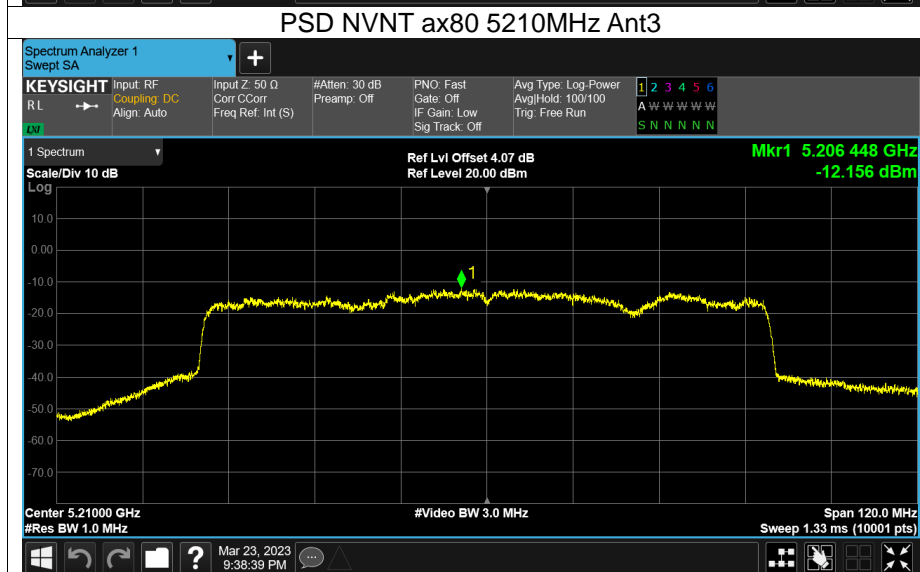 PSD NVNT ax80 5210MHz Ant3
Spectrum Analyzer 1
Swept SA
+
KEYSIGHT Input: RF Input Z: 50 Ω #Atten: 30 dB PNO: Fast Avg Type: Log-Power 1 2 3 4 5 6
R L Coupling: DC Corr CCorr Preamp: Off Gate: Off Avg|Hold: 100/100 A W W W W W
Align: Auto Freq Ref: Int (S) IF Gain: Low Trig: Free Run
LXI Sig Track: Off S N N N N N
1 Spectrum Ref Lvl Offset 4.07 dB Mkr1 5.206 448 GHz
Scale/Div 10 dB Ref Level 20.00 dBm -12.156 dBm
Log
10.0
0.00
-10.0
1
-20.0
-30.0
-40.0
-50.0
-60.0
-70.0
Center 5.21000 GHz #Video BW 3.0 MHz Span 120.0 MHz
#Res BW 1.0 MHz Sweep 1.33 ms (10001 pts)
? Mar 23, 2023
9:38:39 PM